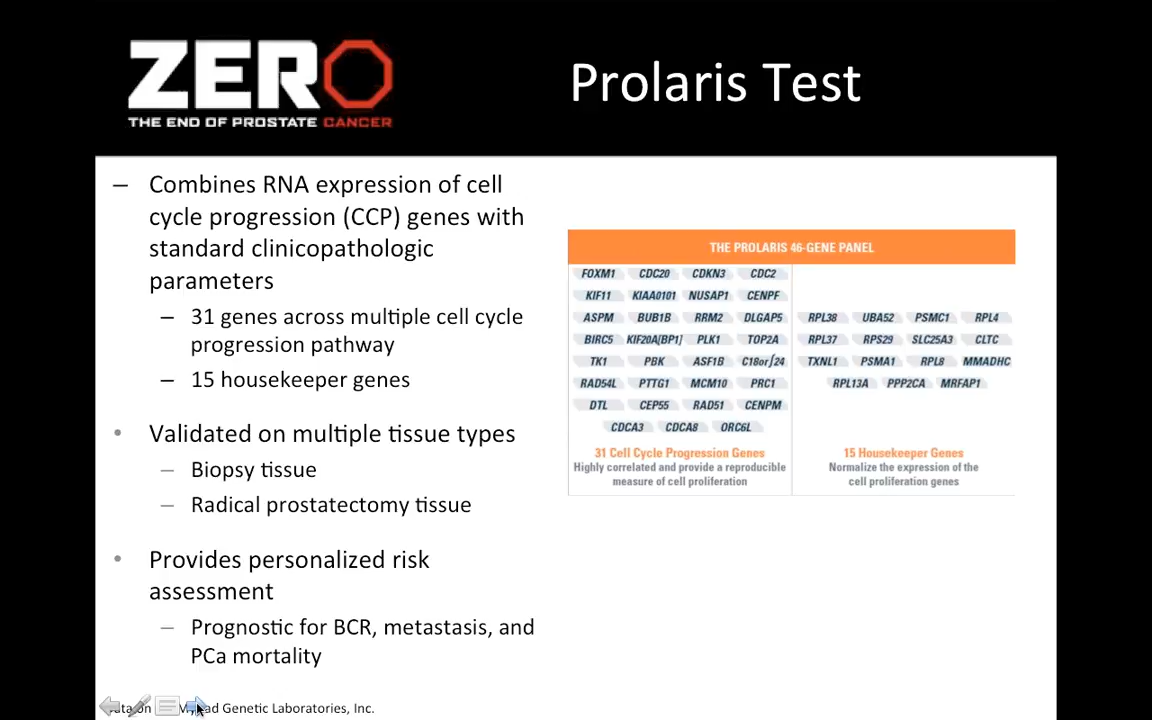 ZERO
THE END OF PROSTATE CANCER
Prolaris Test
– Combines RNA expression of cell
cycle progression (CCP) genes with
standard clinicopathologic
parameters
– 31 genes across multiple cell cycle
progression pathway
– 15 housekeeper genes
• Validated on multiple tissue types
– Biopsy tissue
– Radical prostatectomy tissue
• Provides personalized risk
assessment
– Prognostic for BCR, metastasis, and
PCa mortality
THE PROLARIS 46-GENE PANEL
FOXM1 CDC20 CDKN3 CDC2
KIF11 KIAA0101 NUSAP1 CENPF
ASPM BUB1B RRM2 DLGAP5
BIRC5 KIF20A[BP1] PLK1 TOP2A
TK1 PBK ASF1B C18orf24
RAD54L PTTG1 MCM10 PRC1
DTL CEP55 RAD51 CENPM
CDCA3 CDCA8 ORC6L
31 Cell Cycle Progression Genes
Highly correlated and provide a reproducible
measure of cell proliferation
RPL38 UBA52 PSMC1 RPL4
RPL37 RPS29 SLC25A3 CLTC
TXNL1 PSMA1 RPL8 MMADHC
RPL13A PPP2CA MRFAP1
15 Housekeeper Genes
Normalize the expression of the
cell proliferation genes
Genetic Laboratories, Inc.